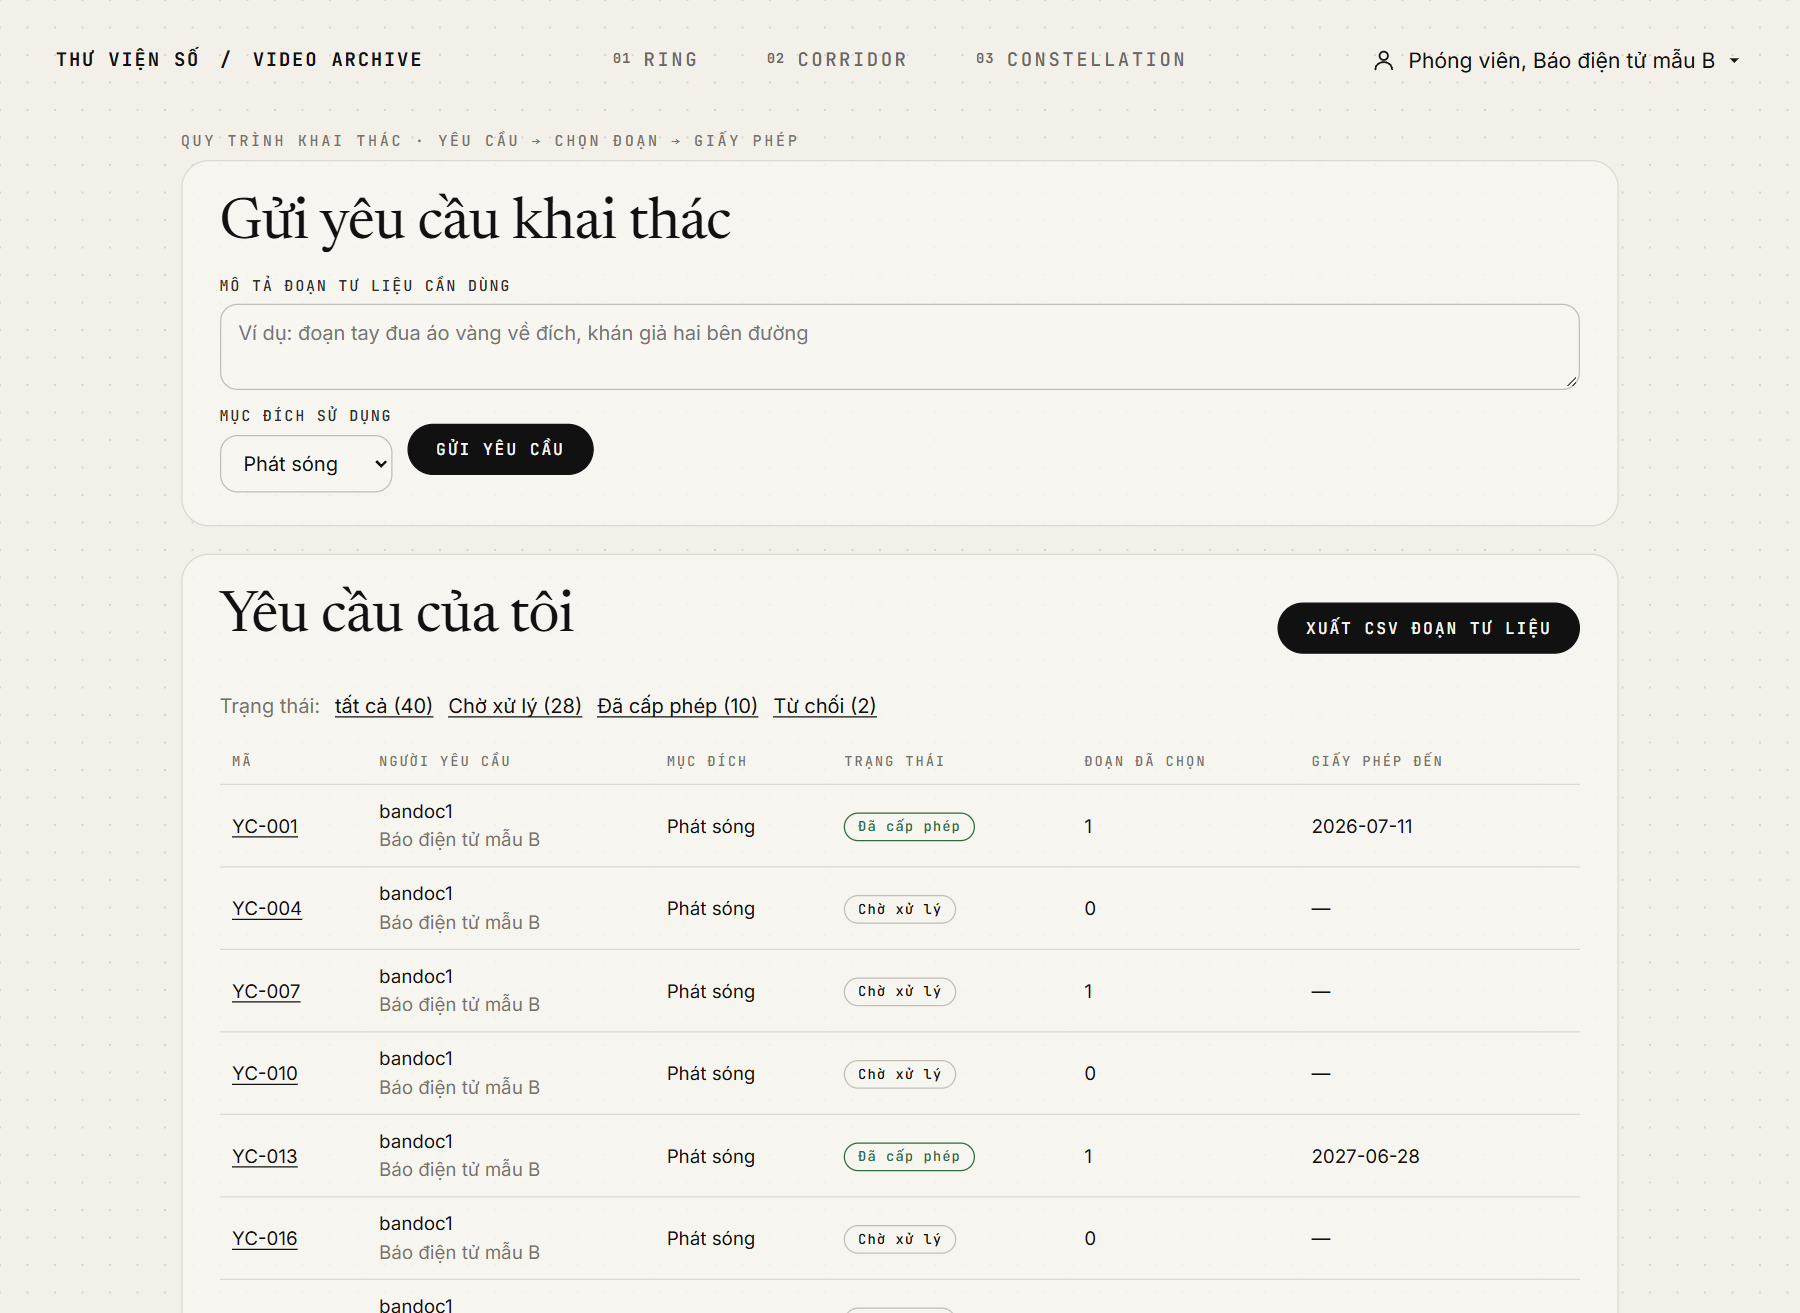 THƯ VIỆN SỐ / VIDEO ARCHIVE
01 RING
02 CORRIDOR
03 CONSTELLATION
Phóng viên, Báo điện tử mẫu B
QUY TRÌNH KHAI THÁC · YÊU CẦU → CHỌN ĐOẠN → GIẤY PHÉP
Gửi yêu cầu khai thác
MÔ TẢ ĐOẠN TƯ LIỆU CẦN DÙNG
Ví dụ: đoạn tay đua áo vàng về đích, khán giả hai bên đường
MỤC ĐÍCH SỬ DỤNG
Phát sóng
GỬI YÊU CẦU
Yêu cầu của tôi
XUẤT CSV ĐOẠN TƯ LIỆU
Trạng thái: tất cả (40) Chờ xử lý (28) Đã cấp phép (10) Từ chối (2)
MÃ NGƯỜI YÊU CẦU MỤC ĐÍCH TRẠNG THÁI ĐOẠN ĐÃ CHỌN GIẤY PHÉP ĐẾN
YC-001 bandoc1 Phát sóng Đã cấp phép 1 2026-07-11
Báo điện tử mẫu B
YC-004 bandoc1 Phát sóng Chờ xử lý 0 —
Báo điện tử mẫu B
YC-007 bandoc1 Phát sóng Chờ xử lý 1 —
Báo điện tử mẫu B
YC-010 bandoc1 Phát sóng Chờ xử lý 0 —
Báo điện tử mẫu B
YC-013 bandoc1 Phát sóng Đã cấp phép 1 2027-06-28
Báo điện tử mẫu B
YC-016 bandoc1 Phát sóng Chờ xử lý 0 —
Báo điện tử mẫu B
bandoc1